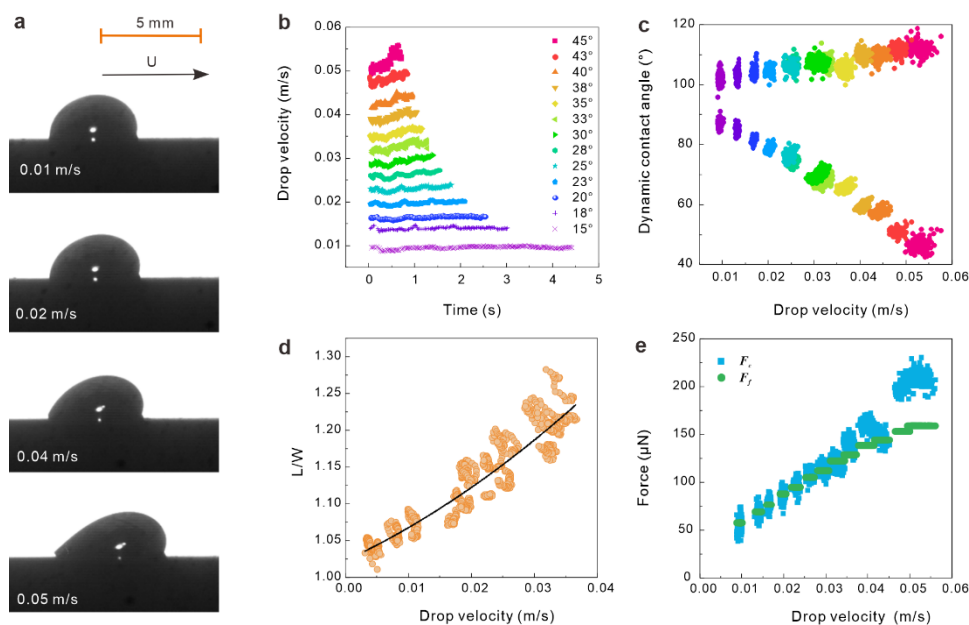 a
5 mm
U
0.01 m/s
0.02 m/s
0.04 m/s
0.05 m/s
b
Drop velocity (m/s)
0.06
0.05
0.04
0.03
0.02
0.01
0 1 2 3 4 5
Time (s)
45°
43°
40°
38°
35°
33°
30°
28°
25°
23°
20°
18°
15°
c
Dynamic contact angle (°)
120
100
80
60
40
0.01 0.02 0.03 0.04 0.05 0.06
Drop velocity (m/s)
d
L/W
1.30
1.25
1.20
1.15
1.10
1.05
1.00
0.00 0.01 0.02 0.03 0.04
Drop velocity (m/s)
e
Force (μN)
250
200
150
100
50
0
Ff
0.00 0.01 0.02 0.03 0.04 0.05 0.06
Drop velocity (m/s)